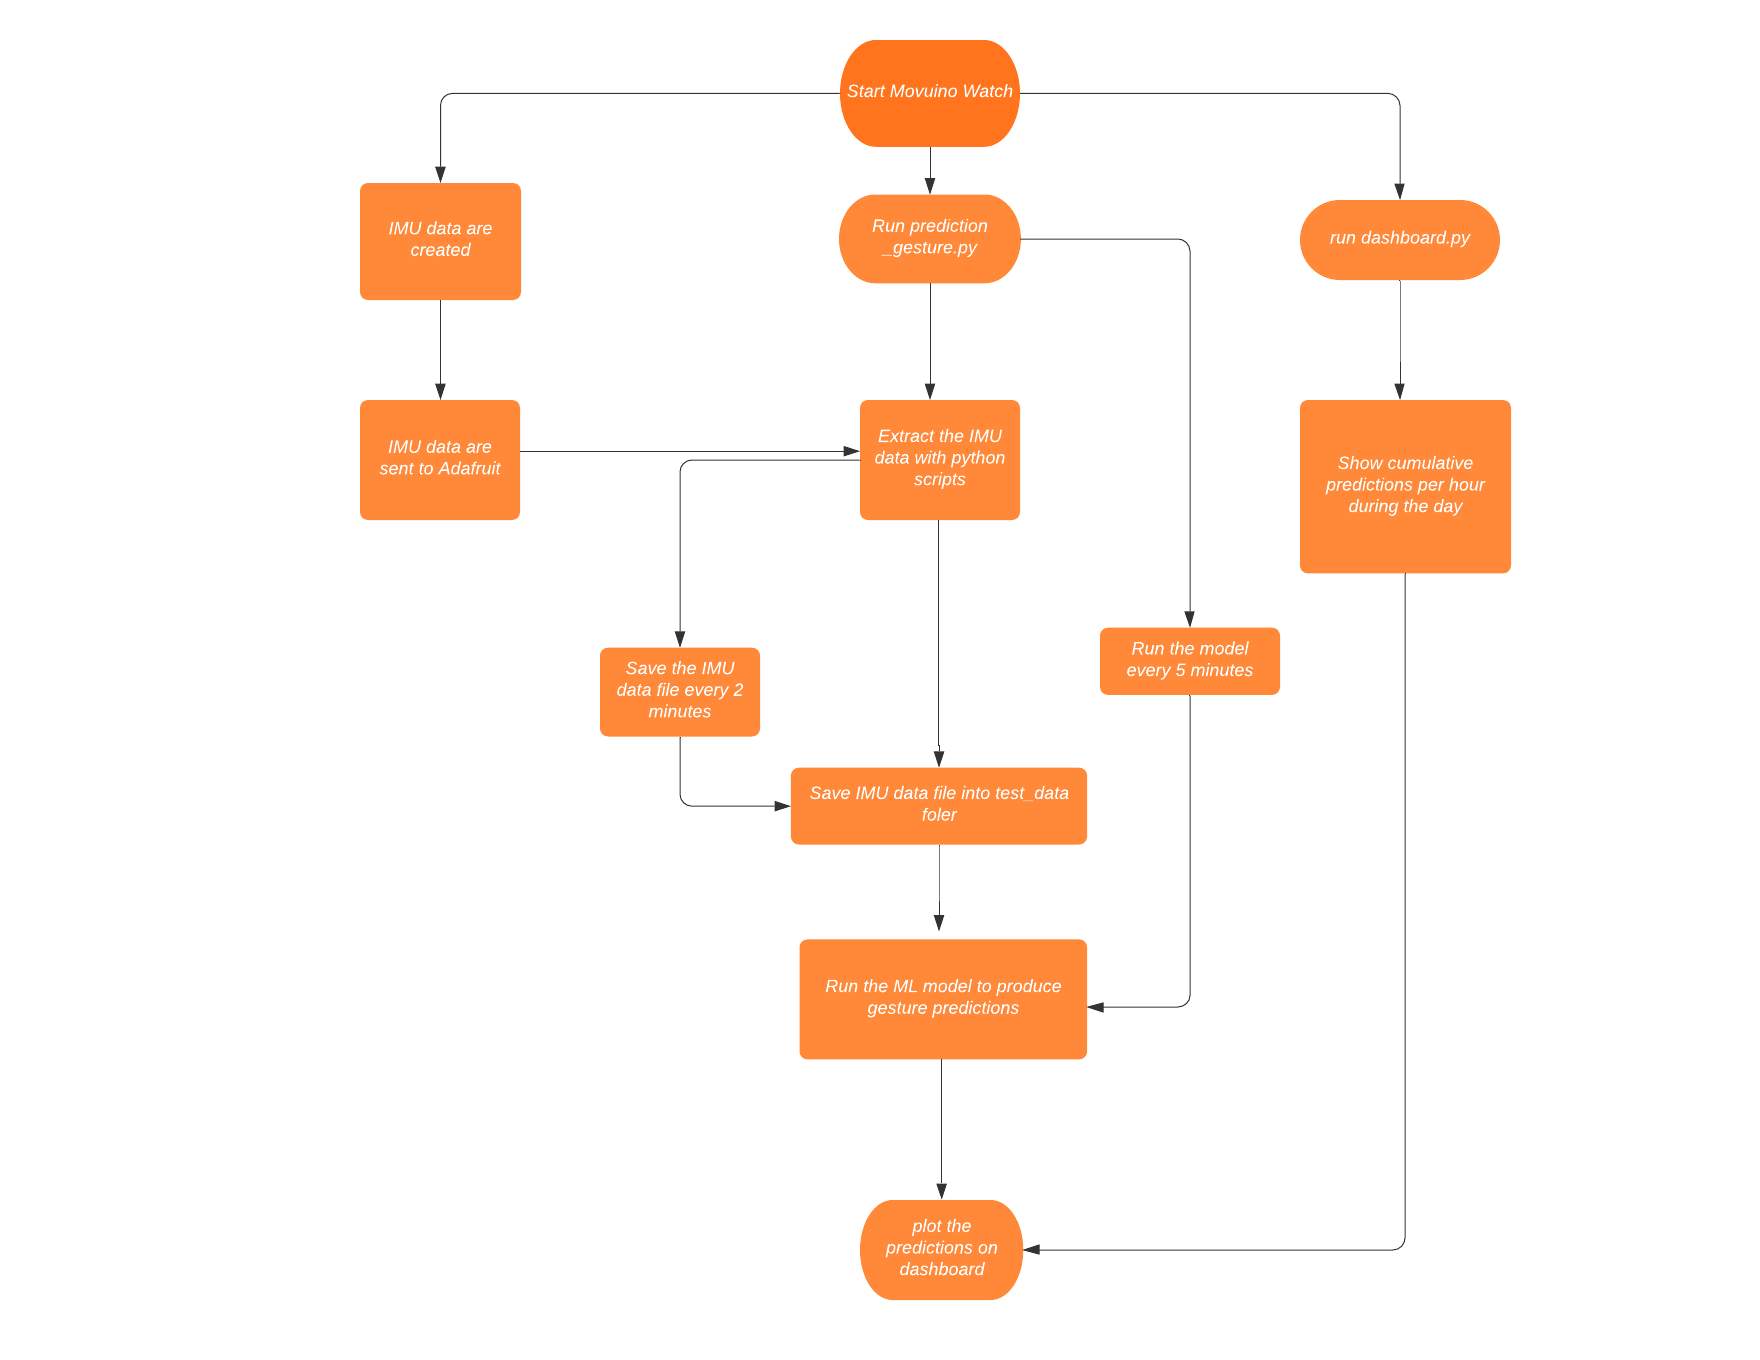 Start Movuino Watch
IMU data are
created
Run prediction
_gesture.py
run dashboard.py
IMU data are
sent to Adafruit
Extract the IMU
data with python
scripts
Show cumulative
predictions per hour
during the day
Save the IMU
data file every 2
minutes
Run the model
every 5 minutes
Save IMU data file into test_data
foler
Run the ML model to produce
gesture predictions
plot the
predictions on
dashboard